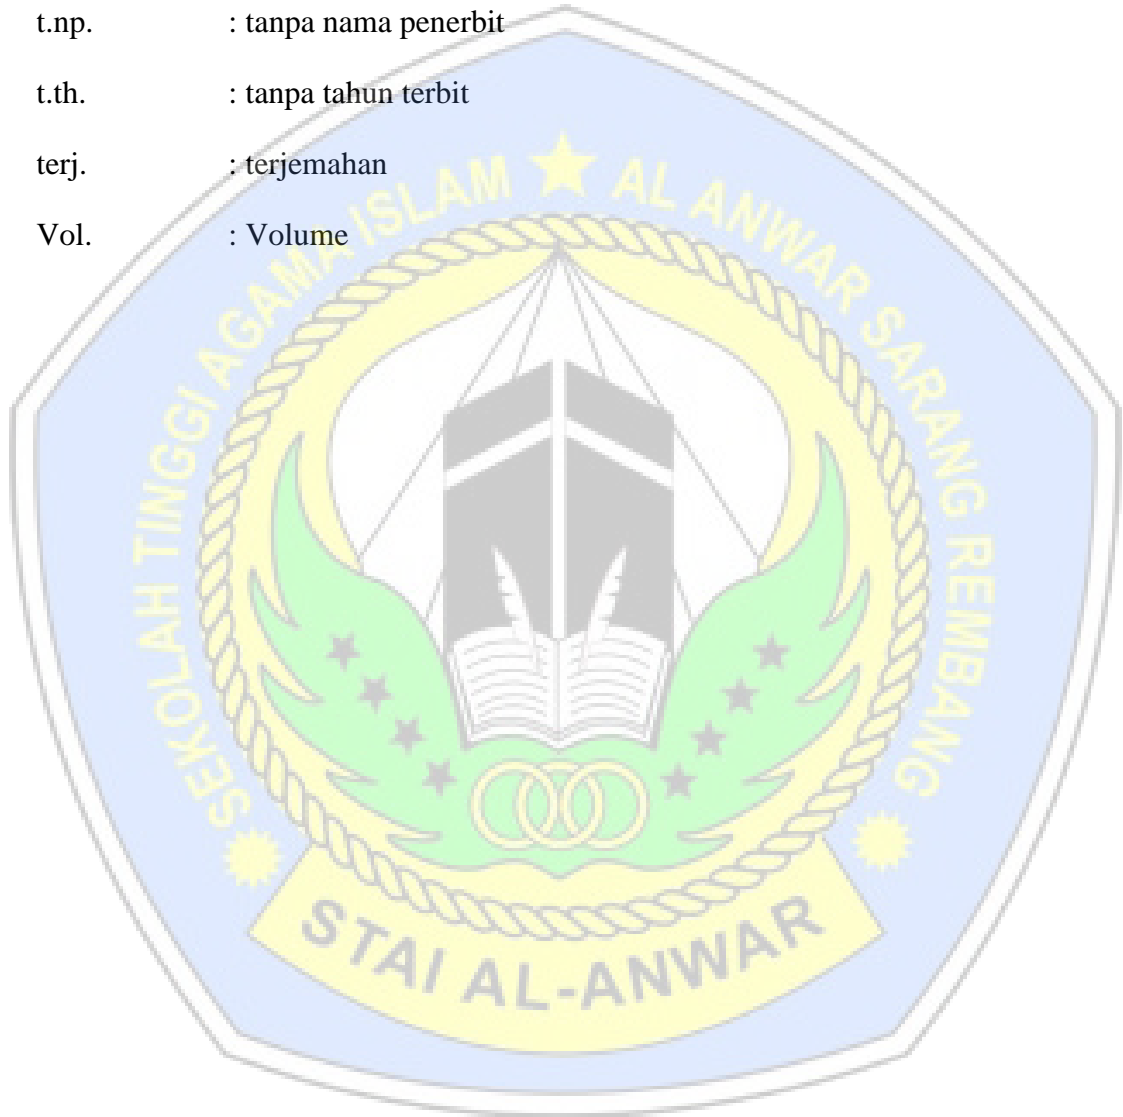 t.np. : tanpa nama penerbit
t.th. : tanpa tahun terbit
terj. : terjemahan
Vol. : Volume
SEKOLAH TINGGI AGAMA ISLAM ★ AL ANWAR SARANG REMBANG
STAI AL-ANWAR